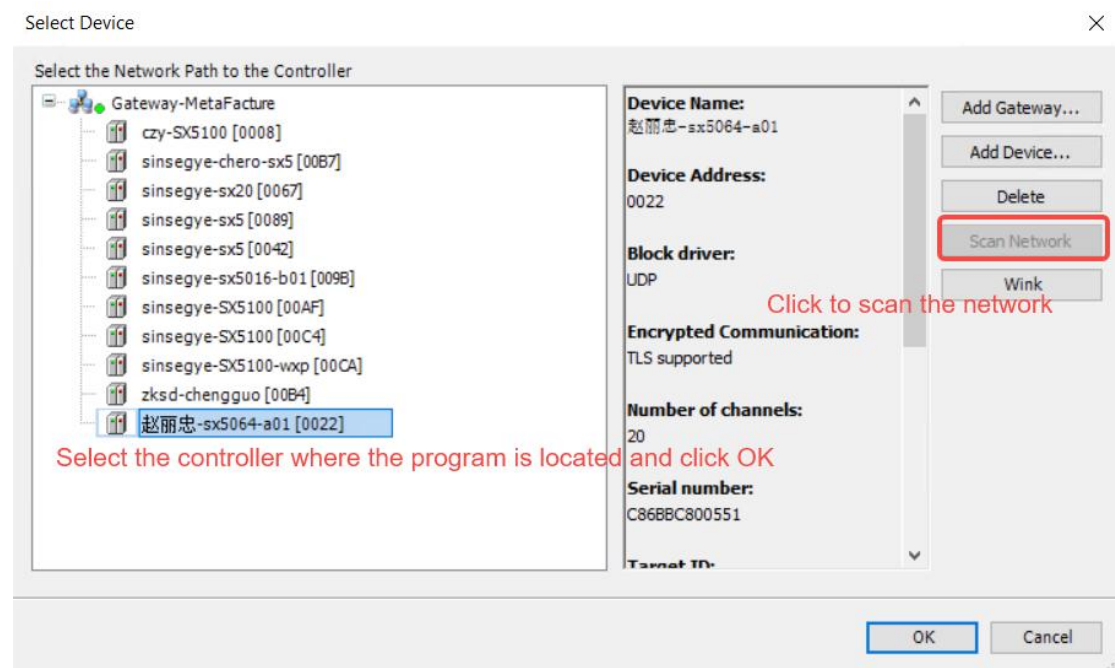 Select Device
Select the Network Path to the Controller
Gateway-MetaFacture
czy-SX5100 [0008]
sinsegye-chero-sx5 [00B7]
sinsegye-sx20 [0067]
sinsegye-sx5 [0089]
sinsegye-sx5 [0042]
sinsegye-sx5016-b01 [009B]
sinsegye-SX5100 [00AF]
sinsegye-SX5100 [00C4]
sinsegye-SX5100-wxp [00CA]
zksd-chengguo [00B4]
赵丽忠-sx5064-a01 [0022]
Select the controller where the program is located and click OK
Device Name:
赵丽忠-sx5064-a01
Device Address:
0022
Block driver:
UDP
Encrypted Communication:
TLS supported
Number of channels:
20
Serial number:
C86BBC800551
Target ID:
Add Gateway...
Add Device...
Delete
Scan Network
Wink
Click to scan the network
OK
Cancel